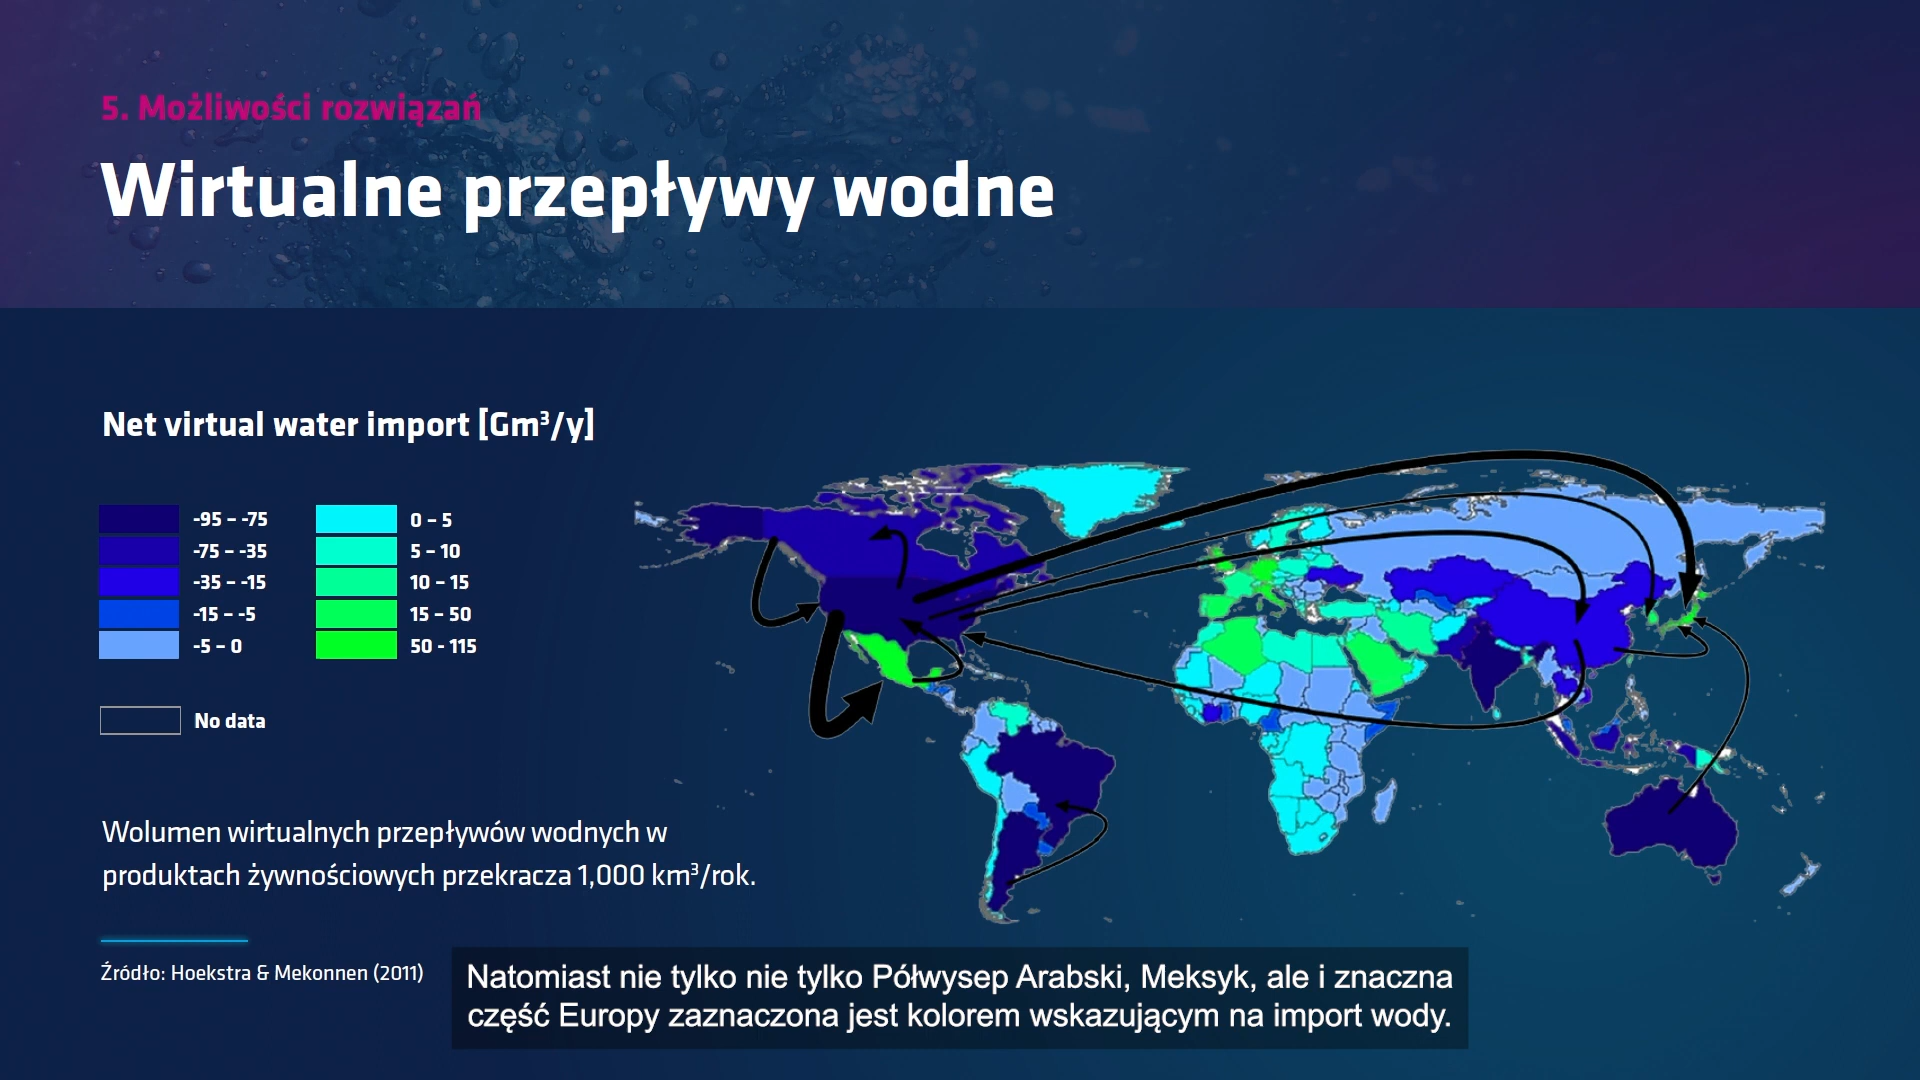 5. Możliwości rozwiązań
Wirtualne przepływy wodne
Net virtual water import [Gm³/y]
-95 – -75
-75 – -35
-35 – -15
-15 – -5
-5 – 0
0 – 5
5 – 10
10 – 15
15 – 50
50 - 115
No data
Wolumen wirtualnych przepływów wodnych w
produktach żywnościowych przekracza 1,000 km³/rok.
Źródło: Hoekstra & Mekonnen (2011)
Natomiast nie tylko nie tylko Półwysep Arabski, Meksyk, ale i znaczna
część Europy zaznaczona jest kolorem wskazującym na import wody.